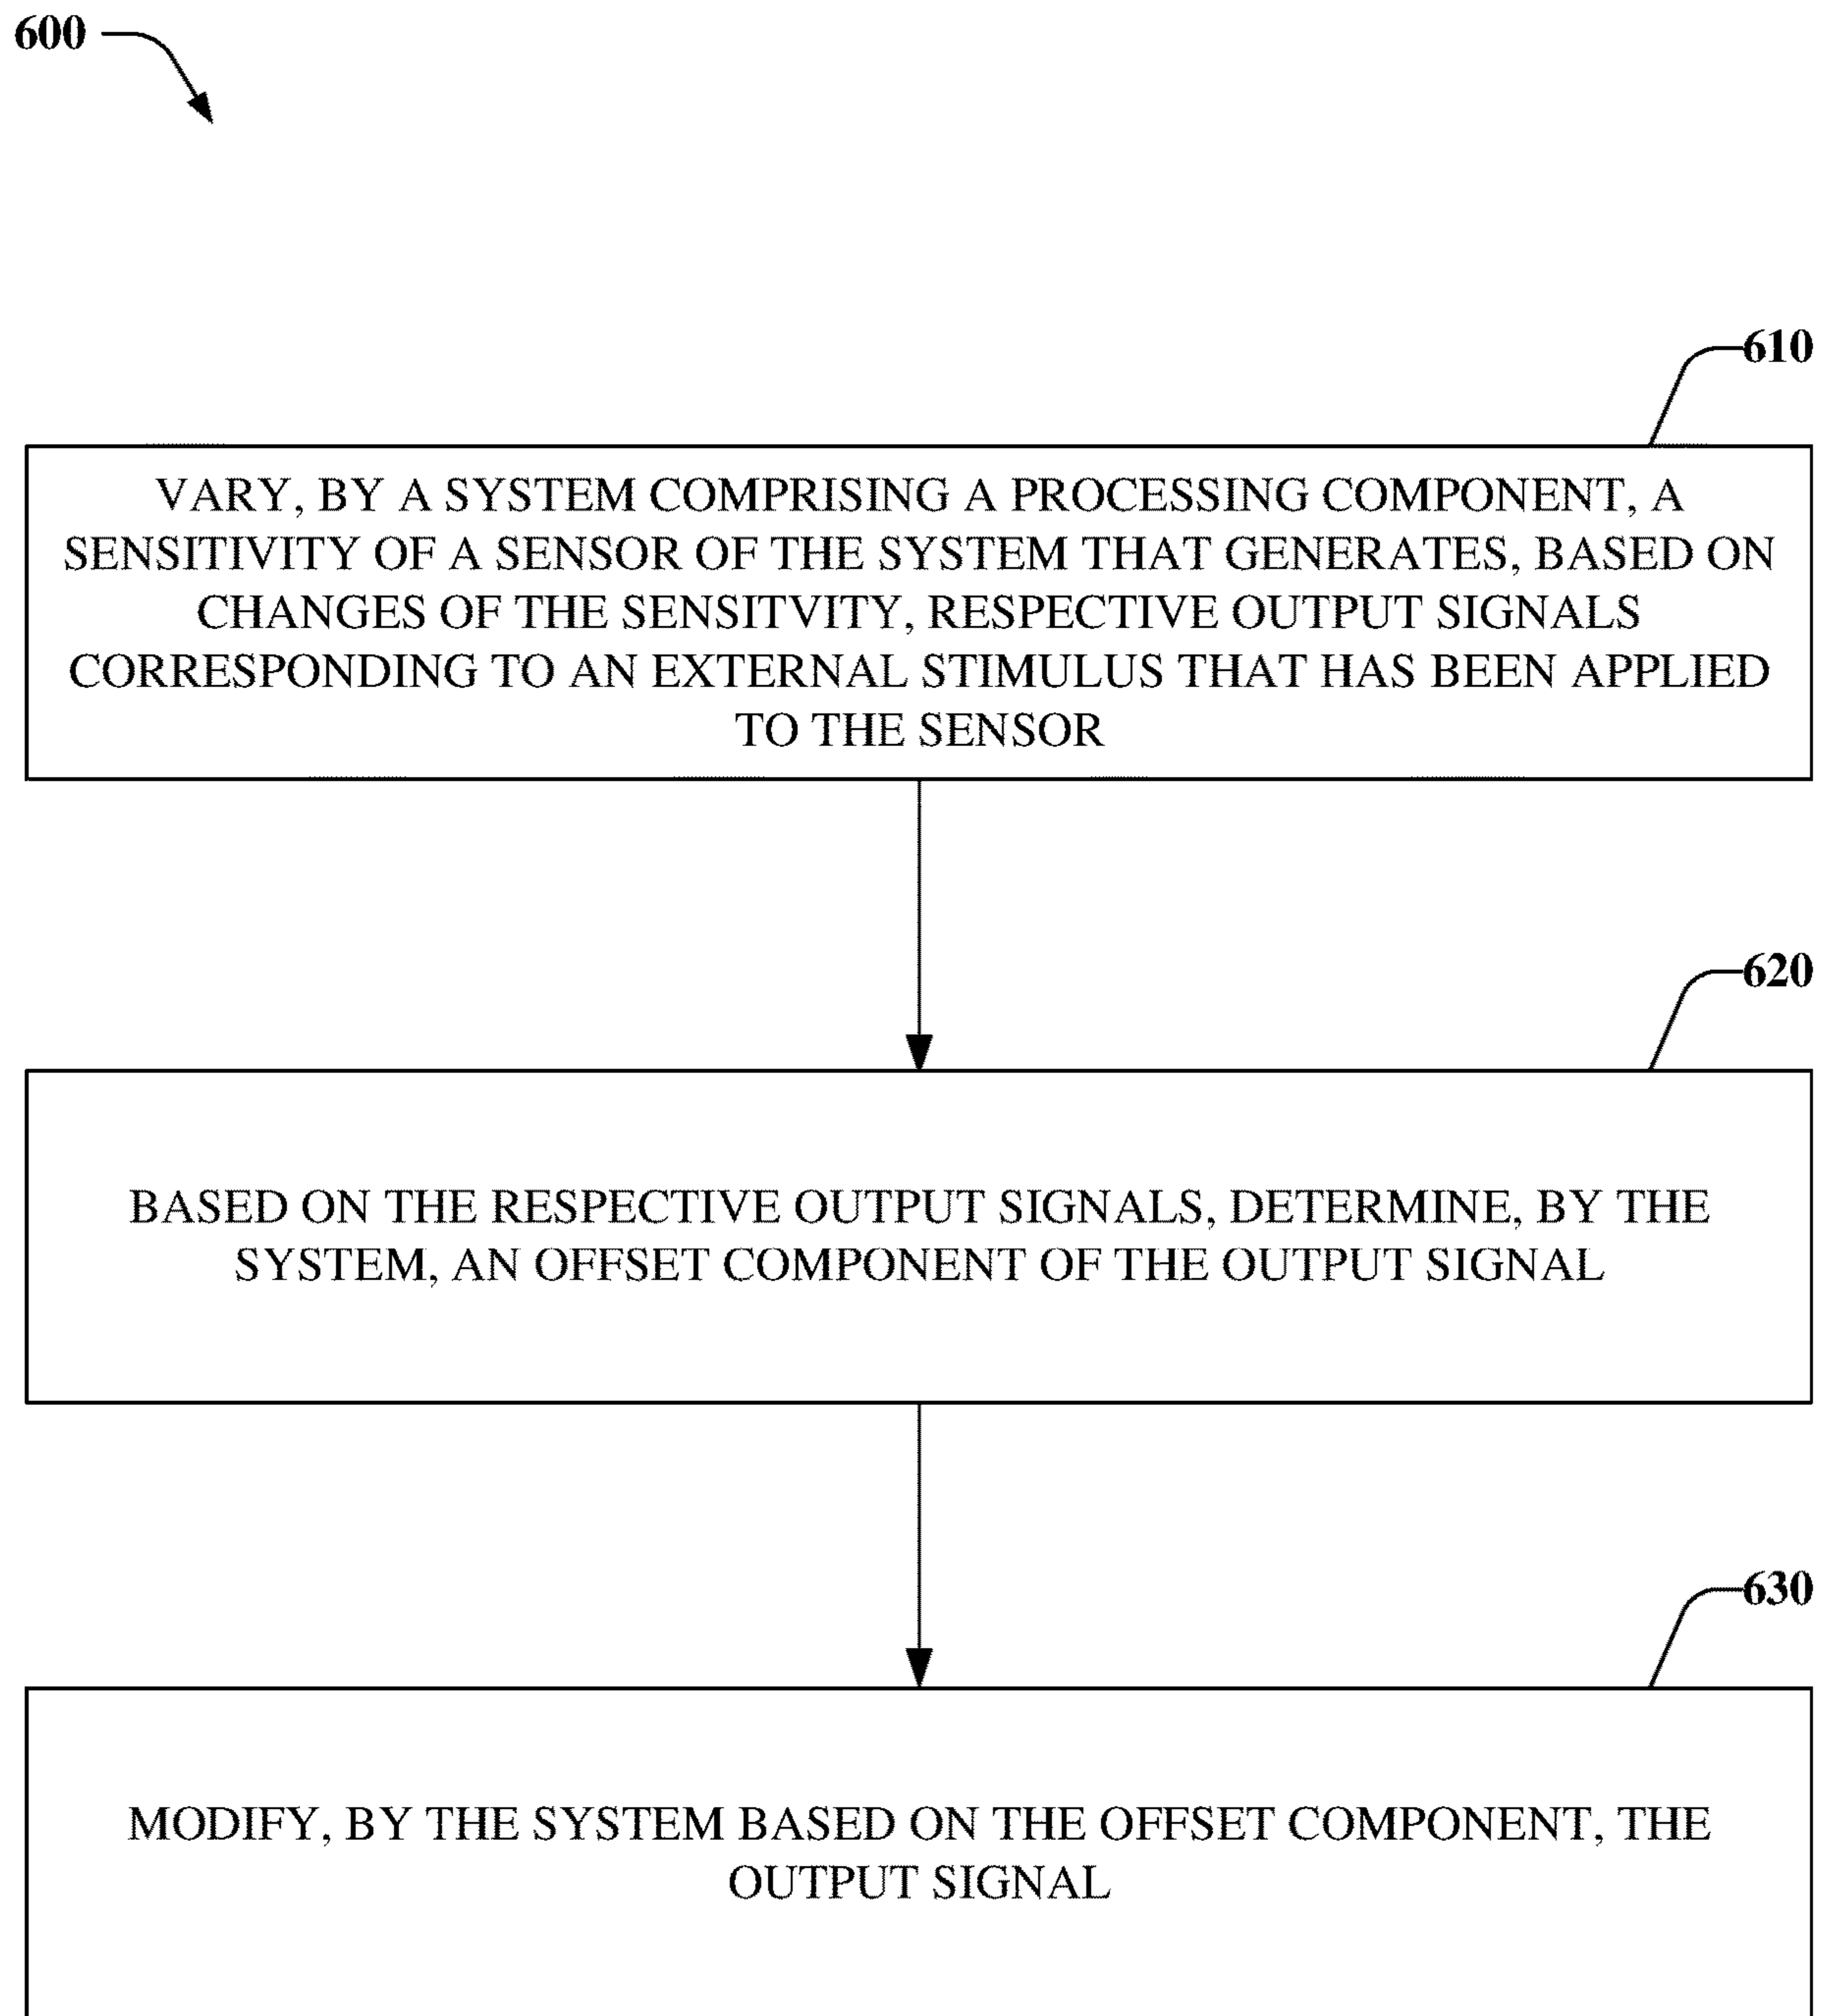 600
610
VARY, BY A SYSTEM COMPRISING A PROCESSING COMPONENT, A
SENSITIVITY OF A SENSOR OF THE SYSTEM THAT GENERATES, BASED ON
CHANGES OF THE SENSITVITY, RESPECTIVE OUTPUT SIGNALS
CORRESPONDING TO AN EXTERNAL STIMULUS THAT HAS BEEN APPLIED
TO THE SENSOR
620
BASED ON THE RESPECTIVE OUTPUT SIGNALS, DETERMINE, BY THE
SYSTEM, AN OFFSET COMPONENT OF THE OUTPUT SIGNAL
630
MODIFY, BY THE SYSTEM BASED ON THE OFFSET COMPONENT, THE
OUTPUT SIGNAL